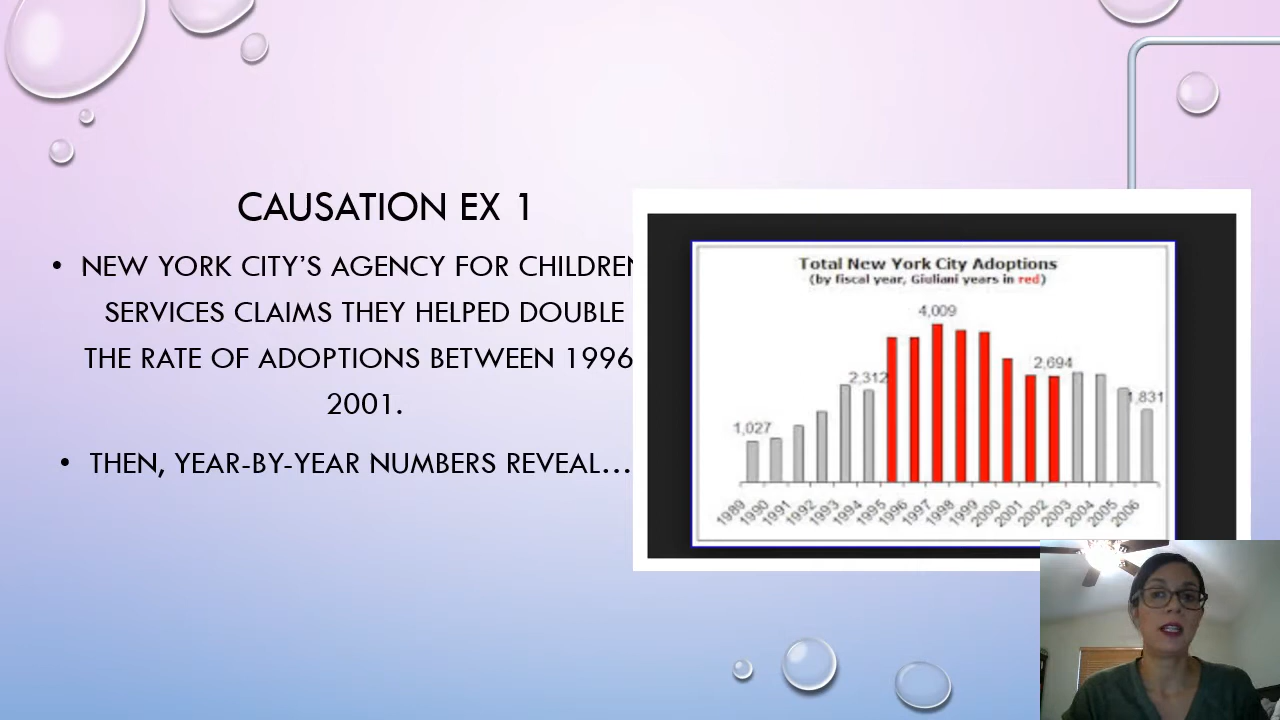 CAUSATION EX 1
• NEW YORK CITY'S AGENCY FOR CHILDREN
SERVICES CLAIMS THEY HELPED DOUBLE
THE RATE OF ADOPTIONS BETWEEN 1996
2001.
• THEN, YEAR-BY-YEAR NUMBERS REVEAL...
Total New York City Adoptions
(by fiscal year, Giuliani years in red)
4,009
2,694
2,312
1,831
1,027
1989 1990 1991 1992 1993 1994 1995 1996 1997 1998 1999 2000 2001 2002 2003 2004 2005 2006